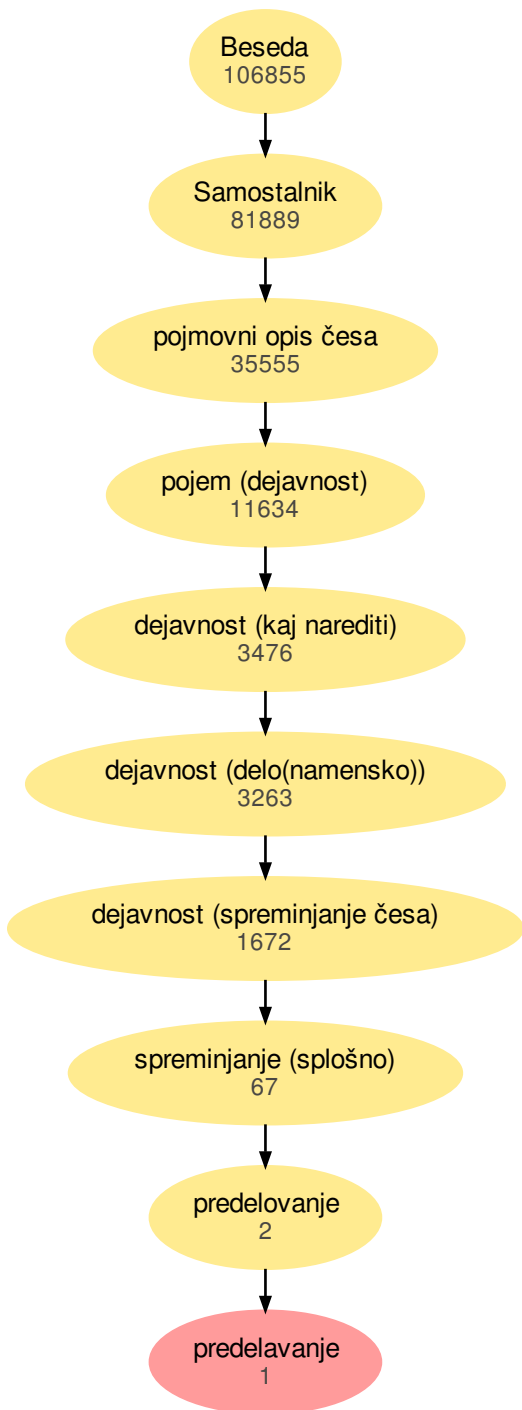 Beseda
106855
Samostalnik
81889
pojmovni opis česa
35555
pojem (dejavnost)
11634
dejavnost (kaj narediti)
3476
dejavnost (delo(namensko))
3263
dejavnost (spreminjanje česa)
1672
spreminjanje (splošno)
67
predelovanje
2
predelavanje
1